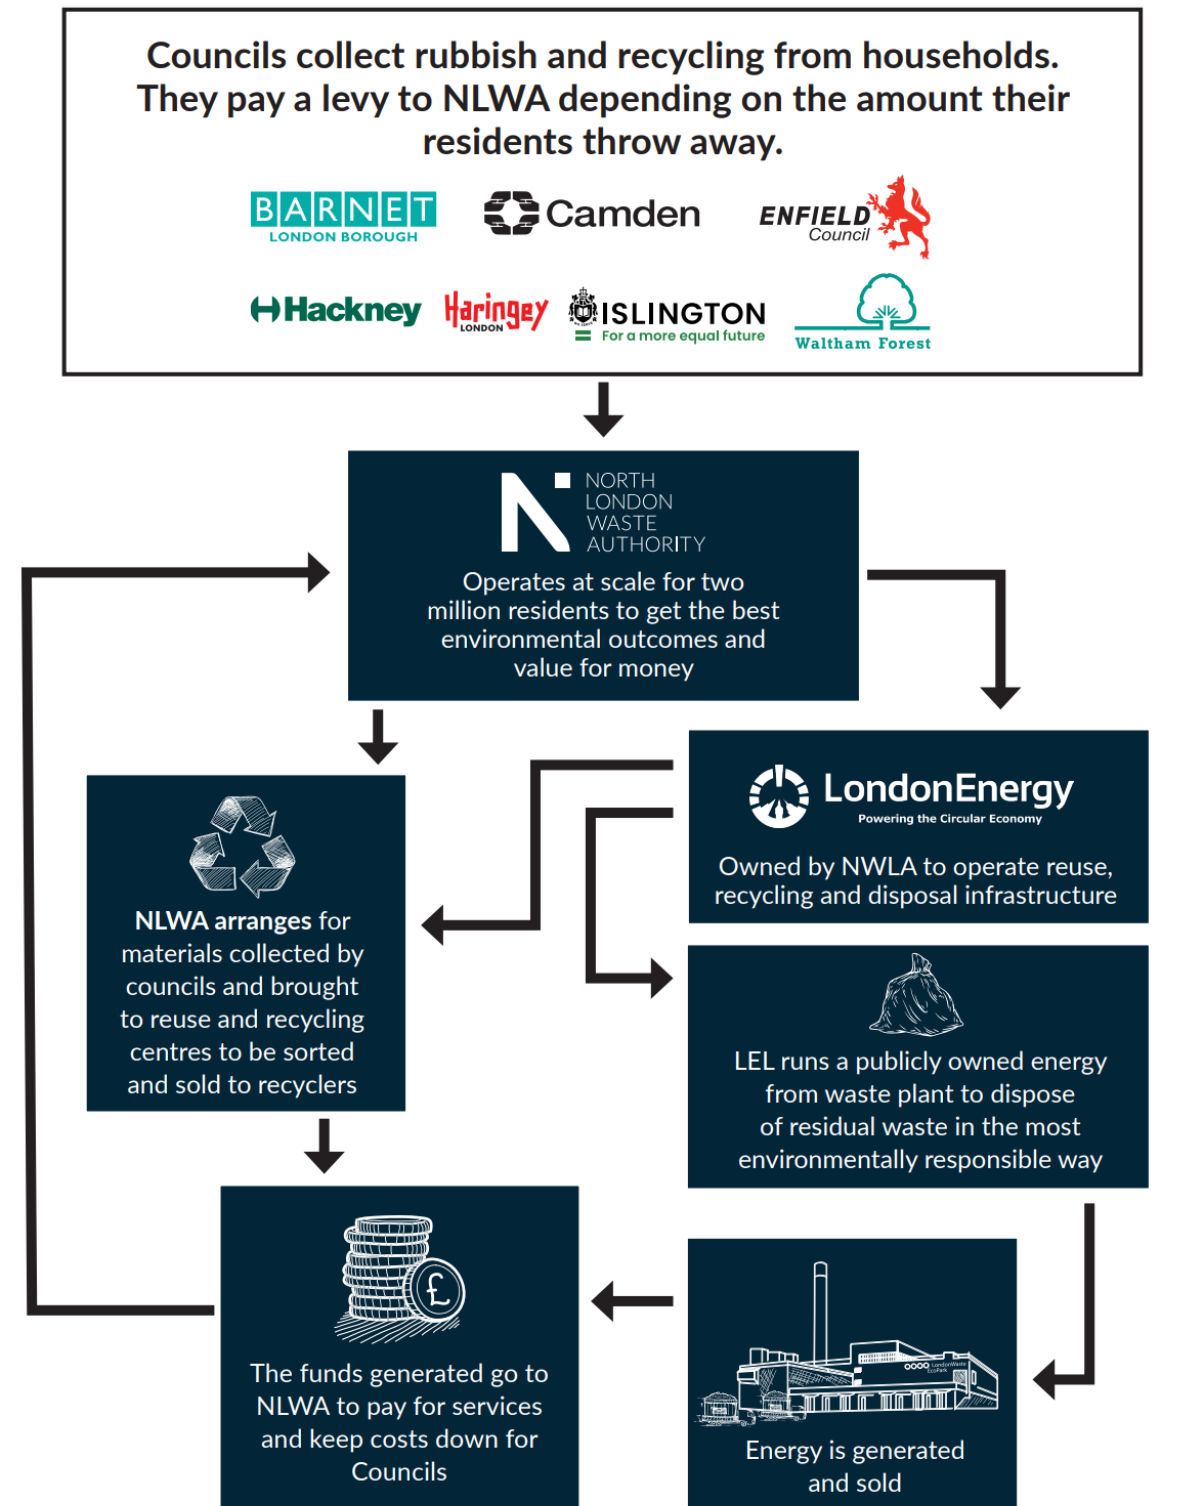 Councils collect rubbish and recycling from households.
They pay a levy to NLWA depending on the amount their
residents throw away.
BARNET
LONDON BOROUGH
Camden
ENFIELD
Council
Hackney
Haringey
LONDON
ISLINGTON
For a more equal future
Waltham Forest
NORTH
LONDON
WASTE
AUTHORITY
Operates at scale for two
million residents to get the best
environmental outcomes and
value for money
LondonEnergy
Powering the Circular Economy
Owned by NWLA to operate reuse,
recycling and disposal infrastructure
NLWA arranges for
materials collected by
councils and brought
to reuse and recycling
centres to be sorted
and sold to recyclers
LEL runs a publicly owned energy
from waste plant to dispose
of residual waste in the most
environmentally responsible way
£
The funds generated go to
NLWA to pay for services
and keep costs down for
Councils
LondonWaste
EcoPark
Energy is generated
and sold